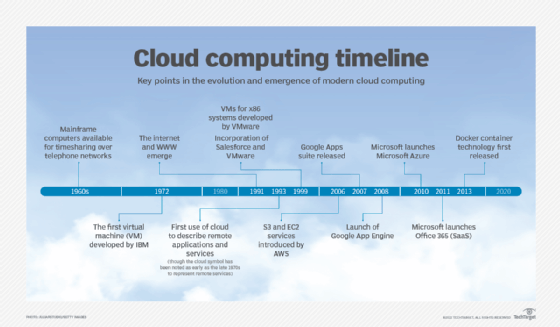 Cloud computing timeline
Key points in the evolution and emergence of modern cloud computing
Mainframe
computers available
for timesharing over
telephone networks
The internet
and WWW
emerge
VMs for x86
systems developed
by VMware
Incorporation of
Salesforce and
VMware
Google Apps
suite released
Microsoft launches
Microsoft Azure
Docker container
technology first
released
1960s
1972
1980
1991
1993
1999
2006
2007
2008
2010
2011
2013
2020
The first virtual
machine (VM)
developed by IBM
First use of cloud
to describe remote
applications and
services
(though the cloud symbol has
been noted as early as the late 1970s
to represent remote services)
S3 and EC2
services
introduced by
AWS
Launch of
Google App Engine
Microsoft launches
Office 365 (SaaS)
TechTarget